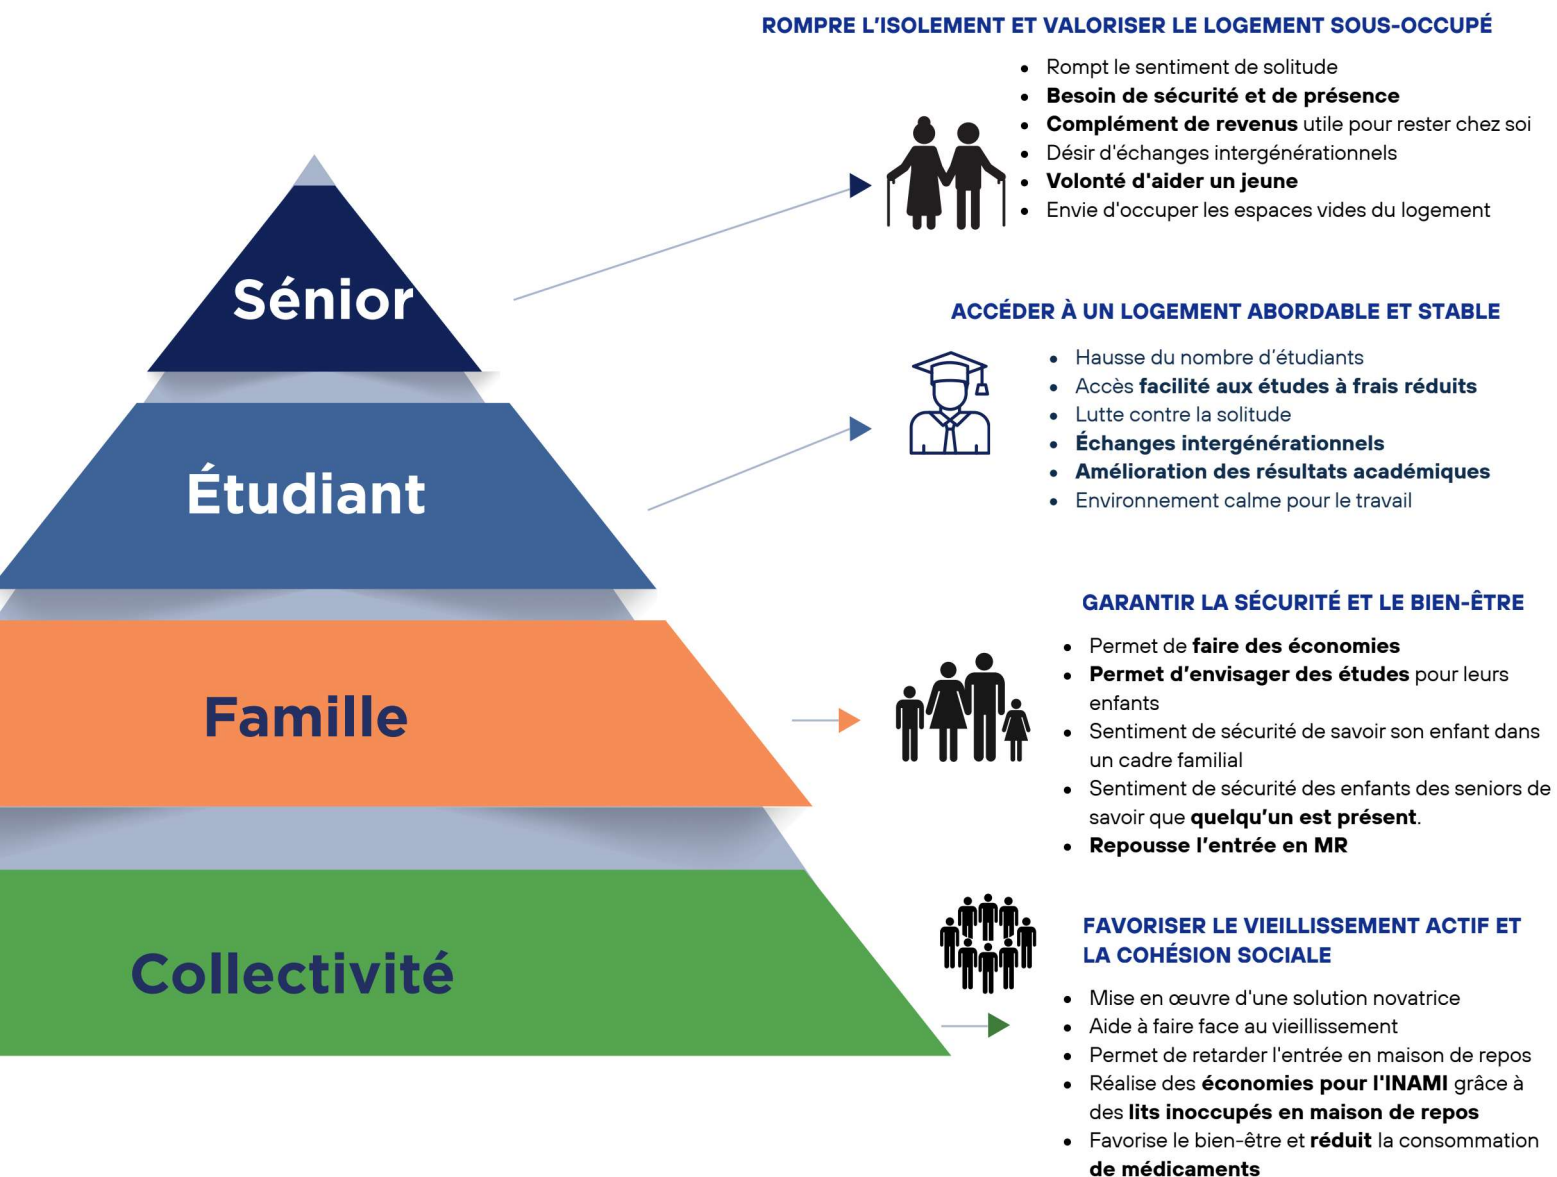 ROMPRE L'ISOLEMENT ET VALORISER LE LOGEMENT SOUS-OCCUPÉ
• Rompt le sentiment de solitude
• Besoin de sécurité et de présence
• Complément de revenus utile pour rester chez soi
• Désir d'échanges intergénérationnels
• Volonté d'aider un jeune
• Envie d'occuper les espaces vides du logement
Sénior
ACCÉDER À UN LOGEMENT ABORDABLE ET STABLE
• Hausse du nombre d'étudiants
• Accès facilité aux études à frais réduits
• Lutte contre la solitude
• Échanges intergénérationnels
• Amélioration des résultats académiques
• Environnement calme pour le travail
Étudiant
GARANTIR LA SÉCURITÉ ET LE BIEN-ÊTRE
• Permet de faire des économies
• Permet d'envisager des études pour leurs
enfants
• Sentiment de sécurité de savoir son enfant dans
un cadre familial
• Sentiment de sécurité des enfants des seniors de
savoir que quelqu'un est présent.
• Repousse l'entrée en MR
Famille
FAVORISER LE VIEILLISSEMENT ACTIF ET
LA COHÉSION SOCIALE
• Mise en œuvre d'une solution novatrice
• Aide à faire face au vieillissement
• Permet de retarder l'entrée en maison de repos
• Réalise des économies pour l'INAMI grâce à
des lits inoccupés en maison de repos
• Favorise le bien-être et réduit la consommation
de médicaments
Collectivité